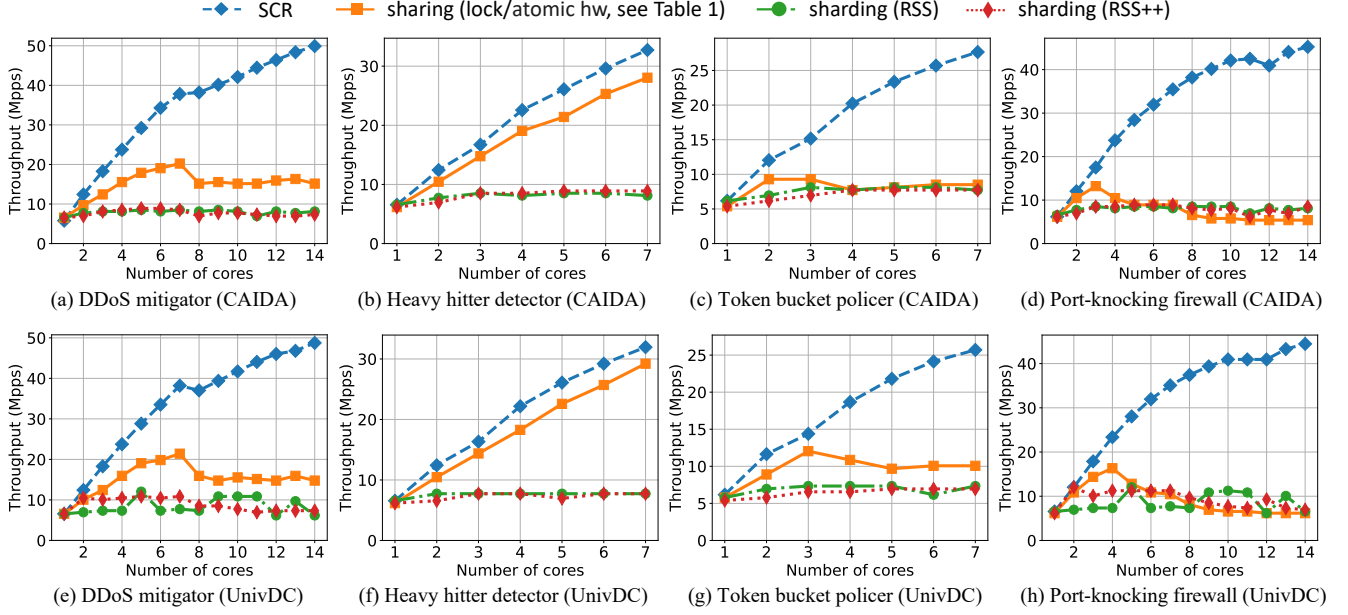 SCR sharing (lock/atomic hw, see Table 1) sharding (RSS) sharding (RSS++)
Throughput (Mpps)
50
40
30
20
10
0
2 4 6 8 10 12 14
Number of cores
(a) DDoS mitigator (CAIDA)
Throughput (Mpps)
30
20
10
0
1 2 3 4 5 6 7
Number of cores
(b) Heavy hitter detector (CAIDA)
Throughput (Mpps)
25
20
15
10
5
0
1 2 3 4 5 6 7
Number of cores
(c) Token bucket policer (CAIDA)
Throughput (Mpps)
40
30
20
10
0
2 4 6 8 10 12 14
Number of cores
(d) Port-knocking firewall (CAIDA)
Throughput (Mpps)
50
40
30
20
10
0
2 4 6 8 10 12 14
Number of cores
(e) DDoS mitigator (UnivDC)
Throughput (Mpps)
30
20
10
0
1 2 3 4 5 6 7
Number of cores
(f) Heavy hitter detector (UnivDC)
Throughput (Mpps)
25
20
15
10
5
0
1 2 3 4 5 6 7
Number of cores
(g) Token bucket policer (UnivDC)
Throughput (Mpps)
40
30
20
10
0
2 4 6 8 10 12 14
Number of cores
(h) Port-knocking firewall (UnivDC)